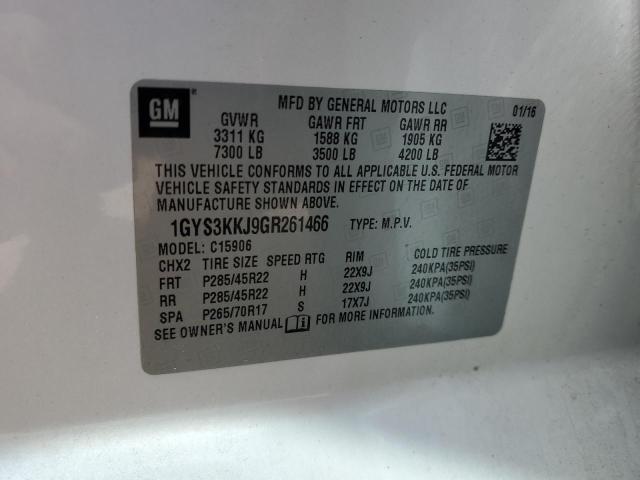 GM
MFD BY GENERAL MOTORS LLC 01/16
GVWR GAWR FRT GAWR RR
3311 KG 1588 KG 1905 KG
7300 LB 3500 LB 4200 LB
THIS VEHICLE CONFORMS TO ALL APPLICABLE U.S. FEDERAL MOTOR
VEHICLE SAFETY STANDARDS IN EFFECT ON THE DATE OF
MANUFACTURE SHOWN ABOVE.
1GYS3KKJ9GR261466 TYPE: M.P.V.
MODEL: C15906
CHX2 TIRE SIZE SPEED RTG RIM COLD TIRE PRESSURE
FRT P285/45R22 H 22X9J 240KPA(35PSI)
RR P285/45R22 H 22X9J 240KPA(35PSI)
SPA P265/70R17 S 17X7J 240KPA(35PSI)
SEE OWNER'S MANUAL FOR MORE INFORMATION.